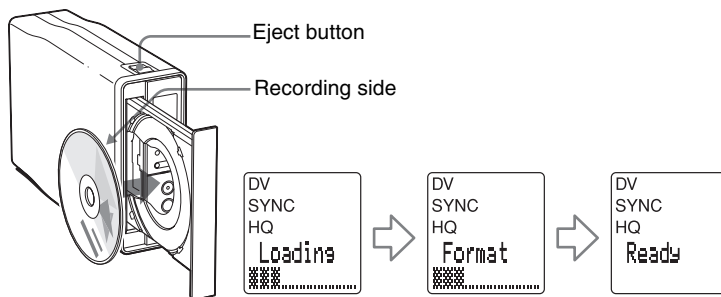 Eject button
Recording side
DV
SYNC
HQ
Loading
DV
SYNC
HQ
Format
DV
SYNC
HQ
Ready